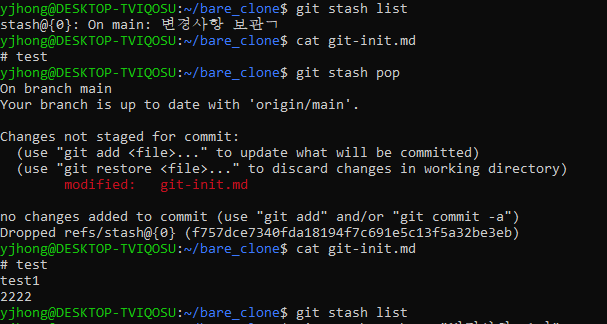 yjhong@DESKTOP-TVIQOSU:~/bare_clone$ git stash list
stash@{0}: On main: 변경사항 보관ㄱ
yjhong@DESKTOP-TVIQOSU:~/bare_clone$ cat git-init.md
# test
yjhong@DESKTOP-TVIQOSU:~/bare_clone$ git stash pop
On branch main
Your branch is up to date with 'origin/main'.
Changes not staged for commit:
(use "git add <file>..." to update what will be committed)
(use "git restore <file>..." to discard changes in working directory)
modified: git-init.md
no changes added to commit (use "git add" and/or "git commit -a")
Dropped refs/stash@{0} (f757dce7340fda18194f7c691e5c13f5a32be3eb)
yjhong@DESKTOP-TVIQOSU:~/bare_clone$ cat git-init.md
# test
test1
2222
yjhong@DESKTOP-TVIQOSU:~/bare_clone$ git stash list